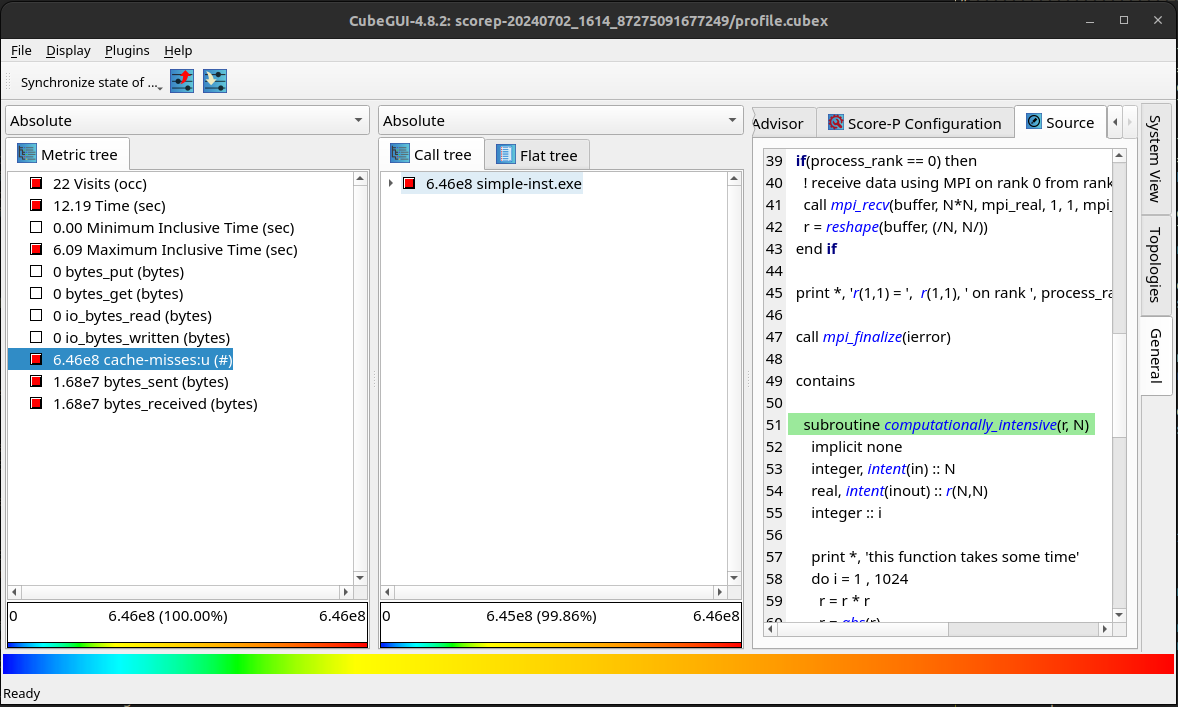 CubeGUI-4.8.2: scorep-20240702_1614_87275091677249/profile.cubex
File Display Plugins Help
Synchronize state of ...
Absolute
Metric tree
22 Visits (occ)
12.19 Time (sec)
0.00 Minimum Inclusive Time (sec)
6.09 Maximum Inclusive Time (sec)
0 bytes_put (bytes)
0 bytes_get (bytes)
0 io_bytes_read (bytes)
0 io_bytes_written (bytes)
6.46e8 cache-misses:u (#)
1.68e7 bytes_sent (bytes)
1.68e7 bytes_received (bytes)
0 6.46e8 (100.00%) 6.46e8
Absolute
Call tree Flat tree
6.46e8 simple-inst.exe
0 6.45e8 (99.86%) 6.46e8
Advisor Score-P Configuration Source
39 if(process_rank == 0) then
40 ! receive data using MPI on rank 0 from rank
41 call mpi_recv(buffer, N*N, mpi_real, 1, 1, mpi_
42 r = reshape(buffer, (/N, N/))
43 end if
44
45 print *, 'r(1,1) = ', r(1,1), ' on rank ', process_ra
46
47 call mpi_finalize(ierror)
48
49 contains
50
51 subroutine computationally_intensive(r, N)
52 implicit none
53 integer, intent(in) :: N
54 real, intent(inout) :: r(N,N)
55 integer :: i
56
57 print *, 'this function takes some time'
58 do i = 1 , 1024
59 r = r * r
60 r = abs(r)
System View
Topologies
General
Ready